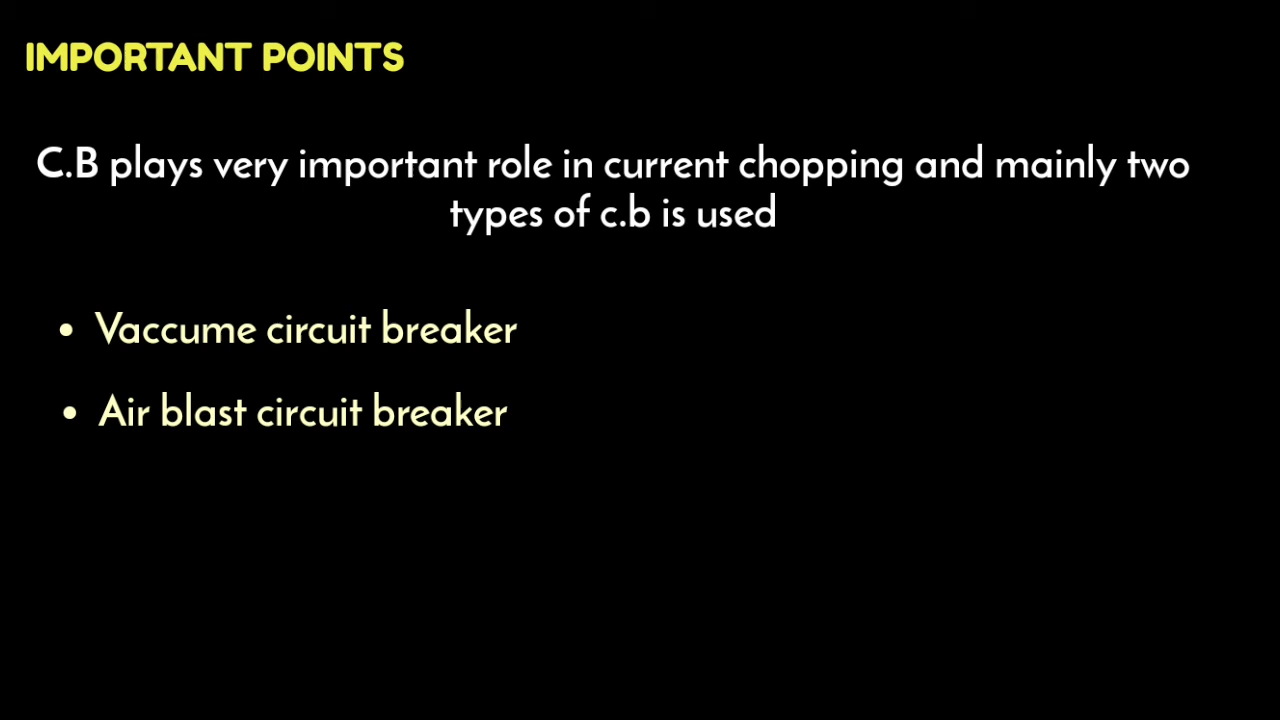 IMPORTANT POINTS
C.B plays very important role in current chopping and mainly two
types of c.b is used
• Vaccume circuit breaker
• Air blast circuit breaker